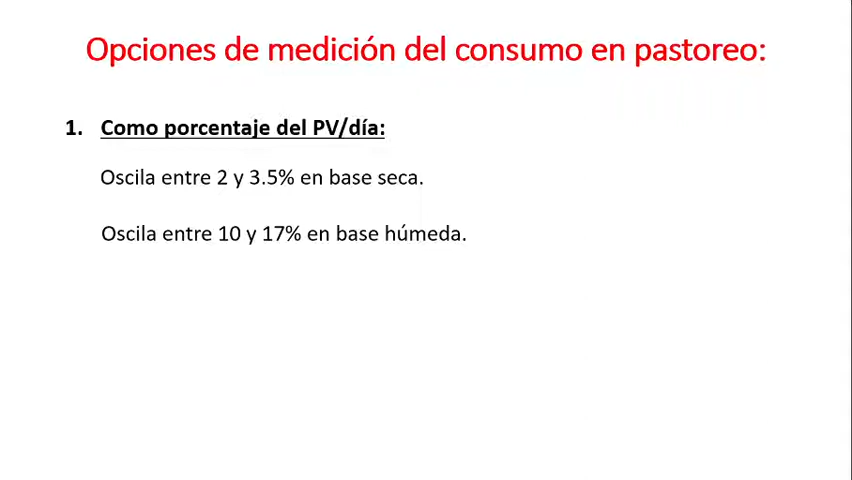 Opciones de medición del consumo en pastoreo:
1. Como porcentaje del PV/día:
Oscila entre 2 y 3.5% en base seca.
Oscila entre 10 y 17% en base húmeda.